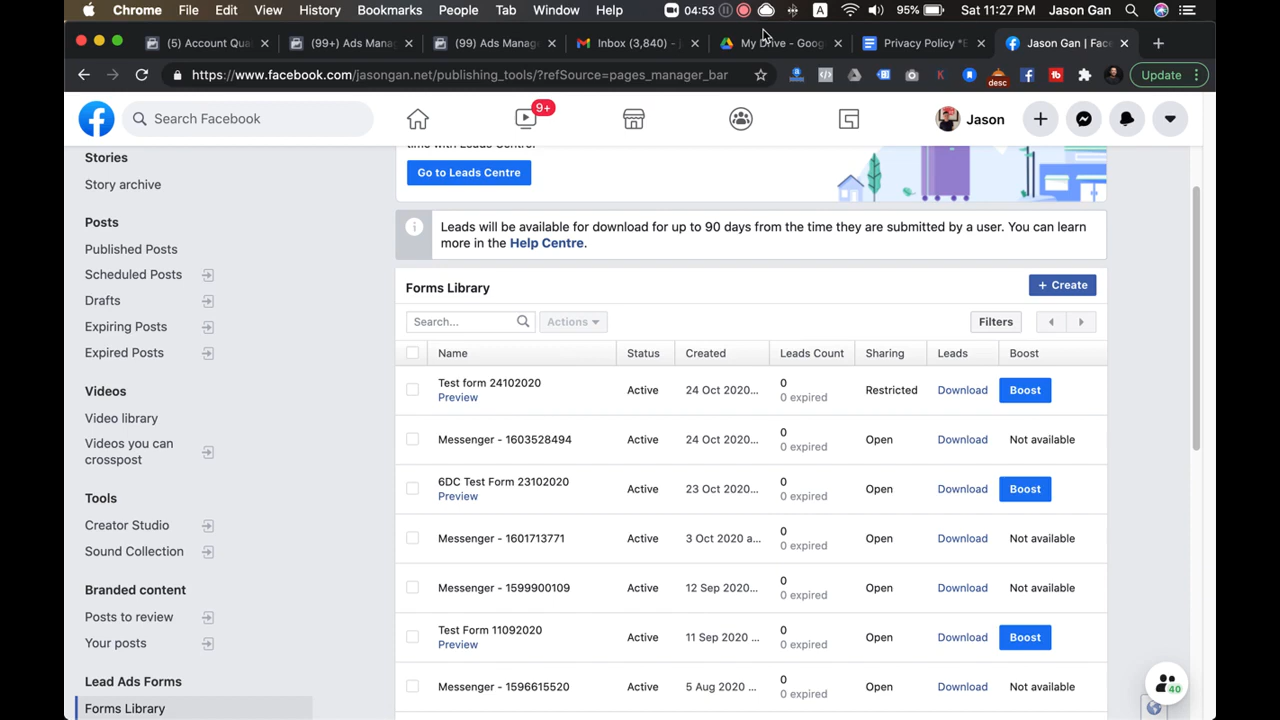 Chrome File Edit View History Bookmarks People Tab Window Help 04:53 A 95% Sat 11:27 PM Jason Gan
(5) Account Qua
(99+) Ads Mana
(99) Ads Manag
Inbox (3,840) - j
My Drive - Goog
Privacy Policy *E
Jason Gan | Face
https://www.facebook.com/jasongan.net/publishing_tools/?refSource=pages_manager_bar
K
desc
Update
Search Facebook
9+
Jason
Stories
Story archive
Posts
Published Posts
Scheduled Posts
Drafts
Expiring Posts
Expired Posts
Videos
Video library
Videos you can
crosspost
Tools
Creator Studio
Sound Collection
Branded content
Posts to review
Your posts
Lead Ads Forms
Forms Library
time with Leads Centre.
Go to Leads Centre
Leads will be available for download for up to 90 days from the time they are submitted by a user. You can learn
more in the Help Centre.
Forms Library
+ Create
Search...
Actions
Filters
Name Status Created Leads Count Sharing Leads Boost
Test form 24102020
Preview
Active 24 Oct 2020... 0
0 expired
Restricted Download Boost
Messenger - 1603528494 Active 24 Oct 2020... 0
0 expired
Open Download Not available
6DC Test Form 23102020
Preview
Active 23 Oct 2020... 0
0 expired
Open Download Boost
Messenger - 1601713771 Active 3 Oct 2020 a... 0
0 expired
Open Download Not available
Messenger - 1599900109 Active 12 Sep 2020... 0
0 expired
Open Download Not available
Test Form 11092020
Preview
Active 11 Sep 2020 ... 0
0 expired
Open Download Boost
Messenger - 1596615520 Active 5 Aug 2020 ... 0
0 expired
Open Download Not available
40